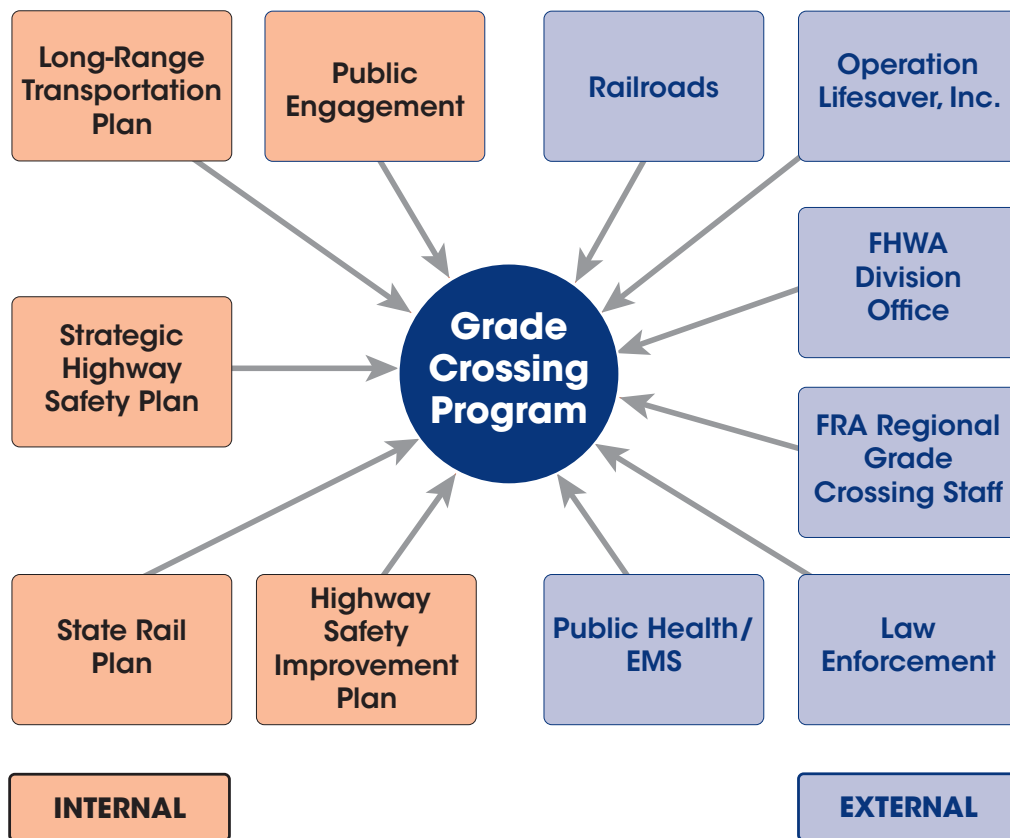 Long-Range
Transportation
Plan
Public
Engagement
Railroads
Operation
Lifesaver, Inc.
FHWA
Division
Office
Strategic
Highway
Safety Plan
Grade
Crossing
Program
FRA Regional
Grade
Crossing Staff
State Rail
Plan
Highway
Safety
Improvement
Plan
Public Health/
EMS
Law
Enforcement
INTERNAL
EXTERNAL